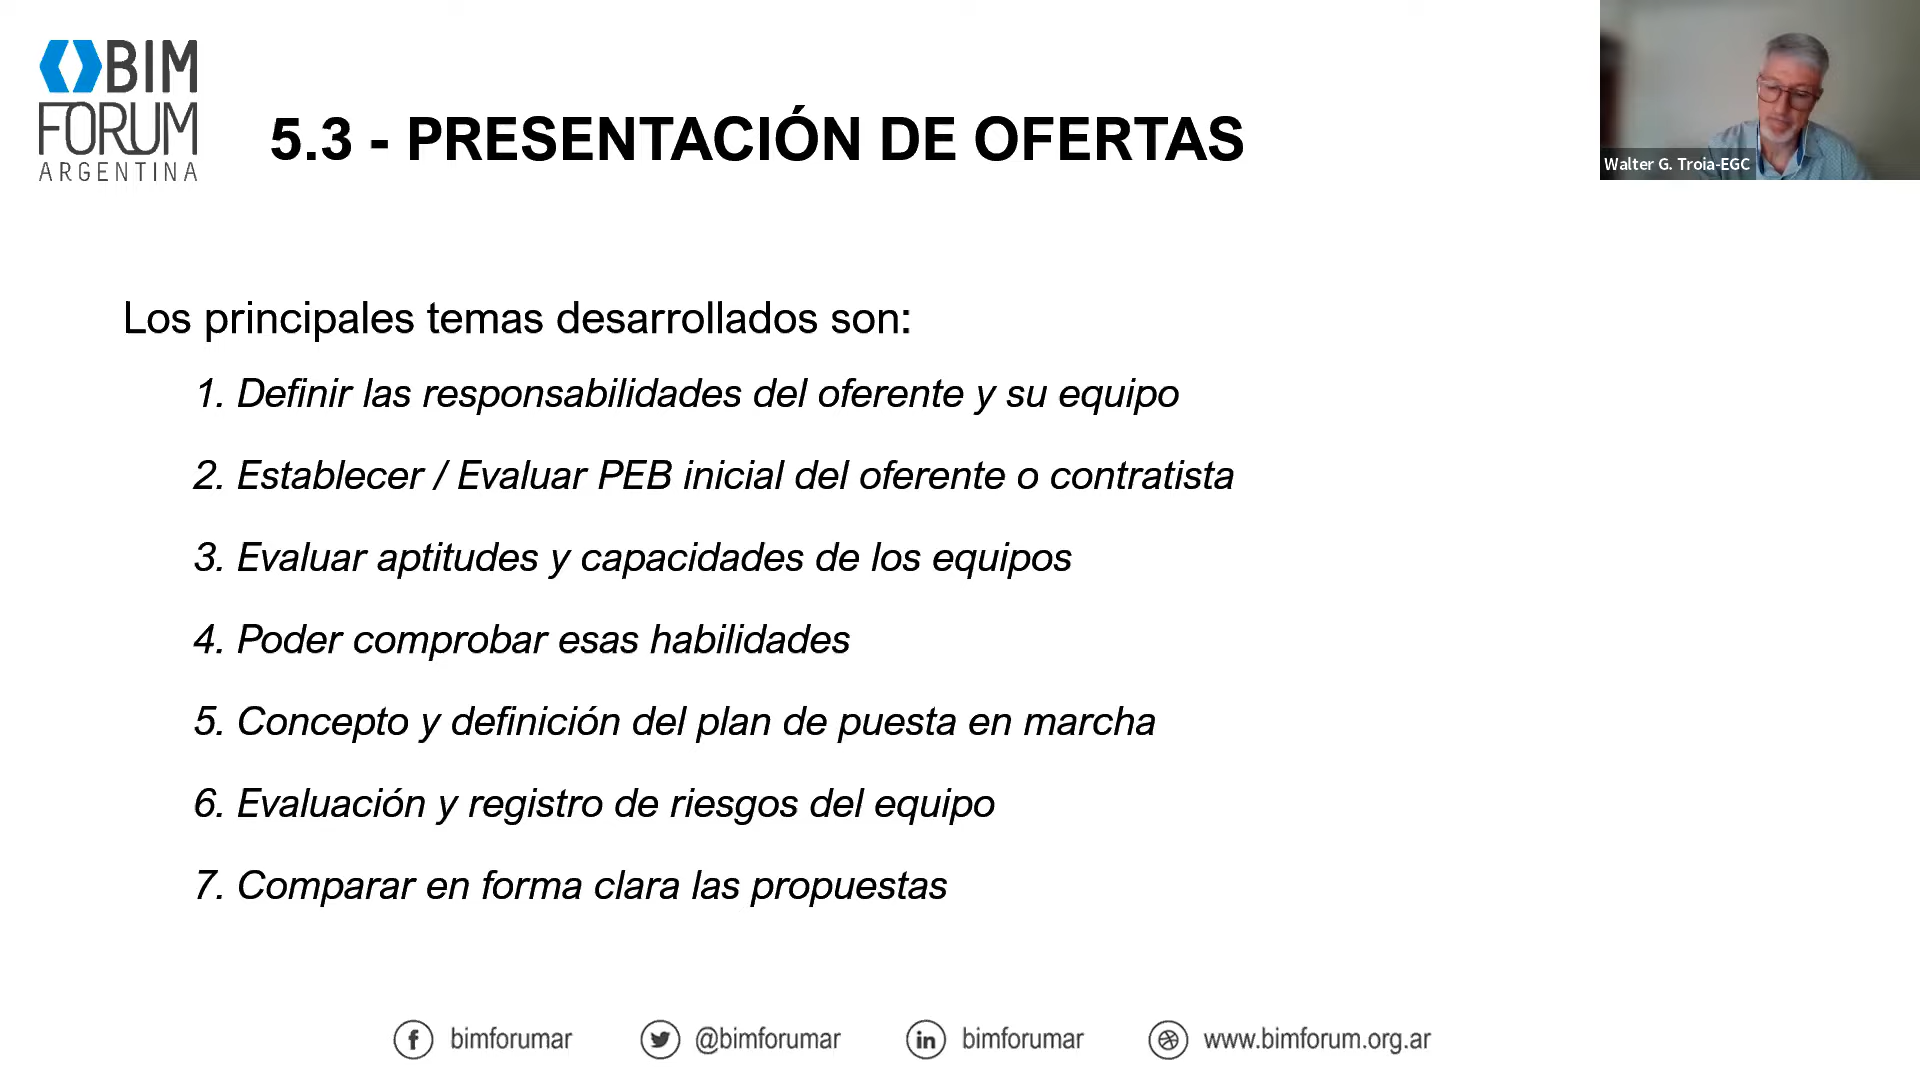 BIM
FORUM
ARGENTINA
5.3 - PRESENTACIÓN DE OFERTAS
Walter G. Troia-EGC
Los principales temas desarrollados son:
1. Definir las responsabilidades del oferente y su equipo
2. Establecer / Evaluar PEB inicial del oferente o contratista
3. Evaluar aptitudes y capacidades de los equipos
4. Poder comprobar esas habilidades
5. Concepto y definición del plan de puesta en marcha
6. Evaluación y registro de riesgos del equipo
7. Comparar en forma clara las propuestas
bimforumar @bimforumar bimforumar www.bimforum.org.ar